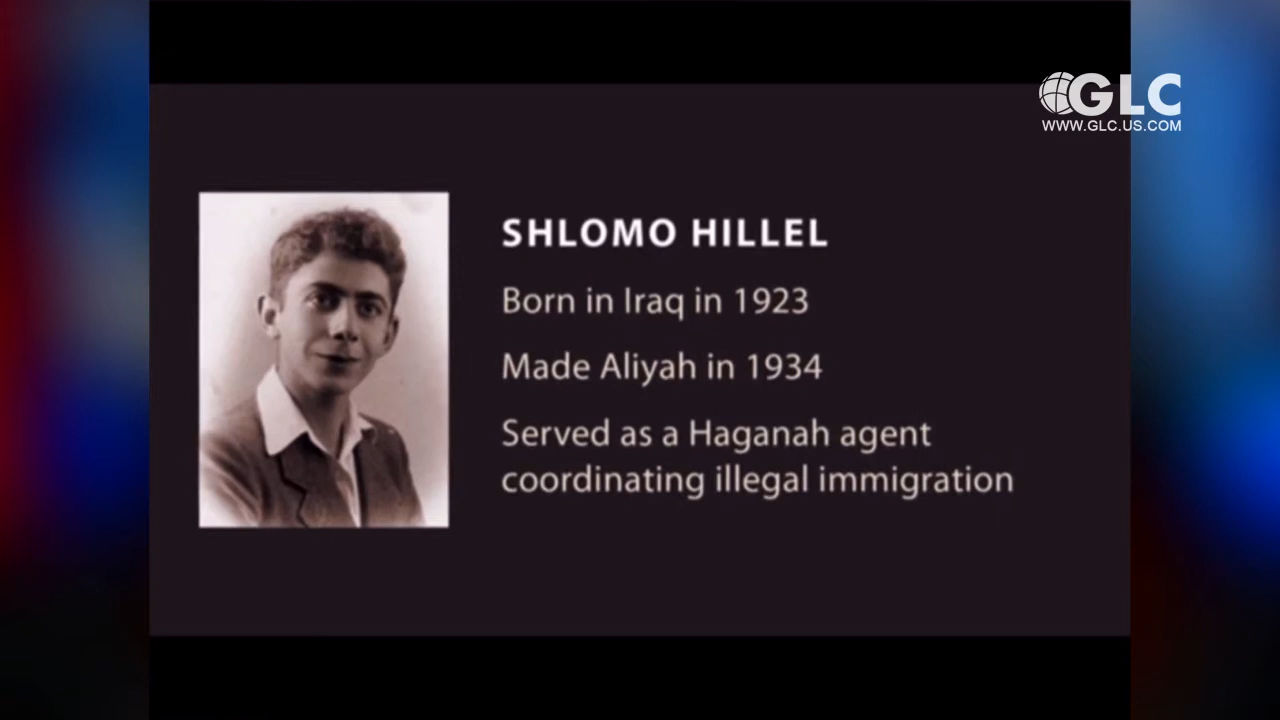 GLC
WWW.GLC.US.COM
SHLOMO HILLEL
Born in Iraq in 1923
Made Aliyah in 1934
Served as a Haganah agent
coordinating illegal immigration